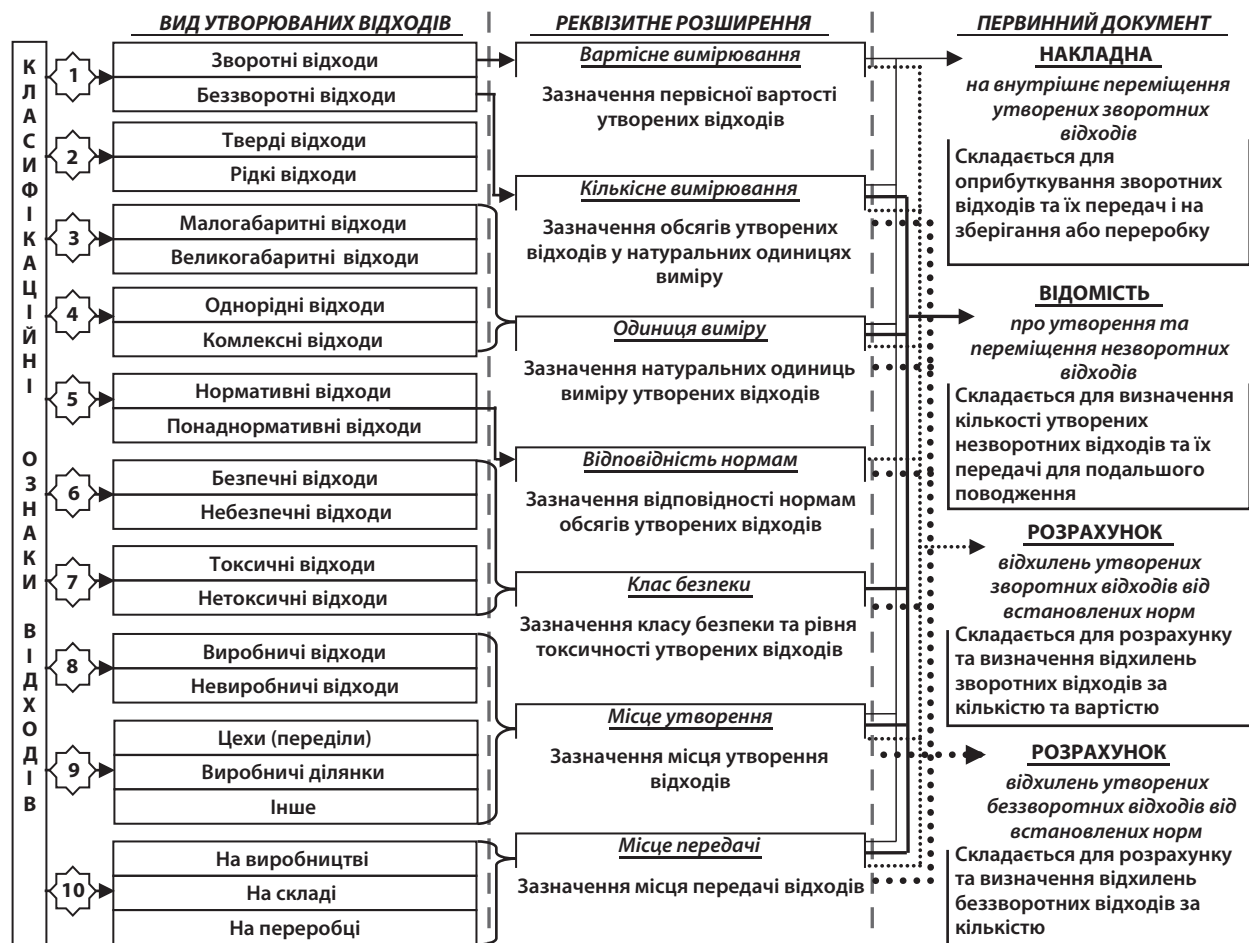 ВИД УТВОРЮВАНИХ ВІДХОДІВ
РЕКВІЗИТНЕ РОЗШИРЕННЯ
ПЕРВИННИЙ ДОКУМЕНТ
КЛАСИФІКАЦІЙНІ ОЗНАКИ ВІДХОДІВ
1
Зворотні відходи
Беззворотні відходи
2
Тверді відходи
Рідкі відходи
3
Малогабаритні відходи
Великогабаритні відходи
4
Однорідні відходи
Комлексні відходи
5
Нормативні відходи
Понаднормативні відходи
6
Безпечні відходи
Небезпечні відходи
7
Токсичні відходи
Нетоксичні відходи
8
Виробничі відходи
Невиробничі відходи
9
Цехи (переділи)
Виробничі ділянки
Інше
10
На виробництві
На складі
На переробці
Вартісне вимірювання
Зазначення первісної вартості
утворених відходів
Кількісне вимірювання
Зазначення обсягів утворених
відходів у натуральних одиницях
виміру
Одиниця виміру
Зазначення натуральних одиниць
виміру утворених відходів
Відповідність нормам
Зазначення відповідності нормам
обсягів утворених відходів
Клас безпеки
Зазначення класу безпеки та рівня
токсичності утворених відходів
Місце утворення
Зазначення місця утворення
відходів
Місце передачі
Зазначення місця передачі відходів
НАКЛАДНА
на внутрішнє переміщення
утворених зворотних
відходів
Складається для
оприбуткування зворотних
відходів та їх передач і на
зберігання або переробку
ВІДОМІСТЬ
про утворення та
переміщення незворотних
відходів
Складається для визначення
кількості утворених
незворотних відходів та їх
передачі для подальшого
поводження
РОЗРАХУНОК
відхилень утворених
зворотних відходів від
встановлених норм
Складається для розрахунку
та визначення відхилень
зворотних відходів за
кількістю та вартістю
РОЗРАХУНОК
відхилень утворених
беззворотних відходів від
встановлених норм
Складається для розрахунку
та визначення відхилень
беззворотних відходів за
кількістю